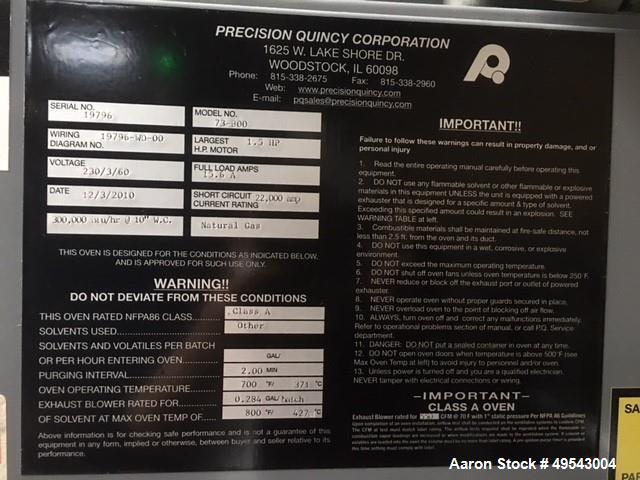 PRECISION QUINCY CORPORATION
1625 W. LAKE SHORE DR.
WOODSTOCK, IL 60098
Phone: 815-338-2675 Fax: 815-338-2960
Web: www.precisionquincy.com
E-mail: pqsales@precisionquincy.com
SERIAL NO. 19796
MODEL NO. 73-800
WIRING DIAGRAM NO. 19796-WD-00
LARGEST H.P. MOTOR 1.5 HP
VOLTAGE 230/3/60
FULL LOAD AMPS 15.6 A
DATE 12/3/2010
SHORT CIRCUIT CURRENT RATING 22,000 amp
300,000 btu/hr @ 10" W.C.
Natural Gas
THIS OVEN IS DESIGNED FOR THE CONDITIONS AS INDICATED BELOW,
AND IS APPROVED FOR SUCH USE ONLY.
WARNING!!
DO NOT DEVIATE FROM THESE CONDITIONS
THIS OVEN RATED NFPA86 CLASS Class A
SOLVENTS USED Other
SOLVENTS AND VOLATILES PER BATCH
OR PER HOUR ENTERING OVEN GAL/
PURGING INTERVAL 2.00 MIN
OVEN OPERATING TEMPERATURE 700 °F/ 371 °C
EXHAUST BLOWER RATED FOR 0.284 GAL/batch
OF SOLVENT AT MAX OVEN TEMP OF 800 °F/ 427 °C
Above information is for checking safe performance and is not a guarantee of this
equipment in any form, implied or otherwise, between buyer and seller relative to its
performance.
IMPORTANT!!
Failure to follow these warnings can result in property damage, and or
personal injury
1. Read the entire operating manual carefully before operating this
equipment.
2. DO NOT use any flammable solvent or other flammable or explosive
materials in this equipment UNLESS the unit is equipped with a powered
exhauster that is designed for a specific amount & type of solvent.
Exceeding this specified amount could result in an explosion. SEE
WARNING TABLE at left.
3. Combustible materials shall be maintained at fire-safe distance, not
less than 2.5 ft. from the oven and its duct.
4. DO NOT use this equipment in a wet, corrosive, or explosive
environment.
5. DO NOT exceed the maximum operating temperature.
6. DO NOT shut off oven fans unless oven temperature is below 250°F.
7. NEVER reduce or block off the exhaust port or outlet of powered
exhauster.
8. NEVER operate oven without proper guards secured in place.
9. NEVER overload oven to the point of blocking off air flow.
10. ALWAYS, turn oven off and correct any malfunctions immediately.
Refer to operational problems section of manual, or call P.Q. Service
department.
11. DANGER: DO NOT put a sealed container in oven at any time.
12. DO NOT open oven doors when temperature is above 500°F (see
Max Oven Temp at Left) to avoid injury to personnel and/or oven.
13. Unless power is turned off and you are a qualified electrician,
NEVER tamper with electrical connections or wiring.
—IMPORTANT—
CLASS A OVEN
Exhaust Blower rated for CFM @ 70 F with 1" static pressure Per NFPA 86 Guidelines
SA
PAR
Aaron Stock # 49543004